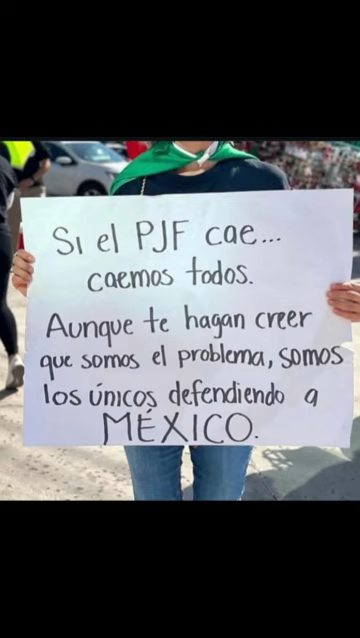 Si el PJF cae...
caemos todos.
Aunque te hagan creer
que somos el problema, somos
los únicos defendiendo a
MÉXICO.